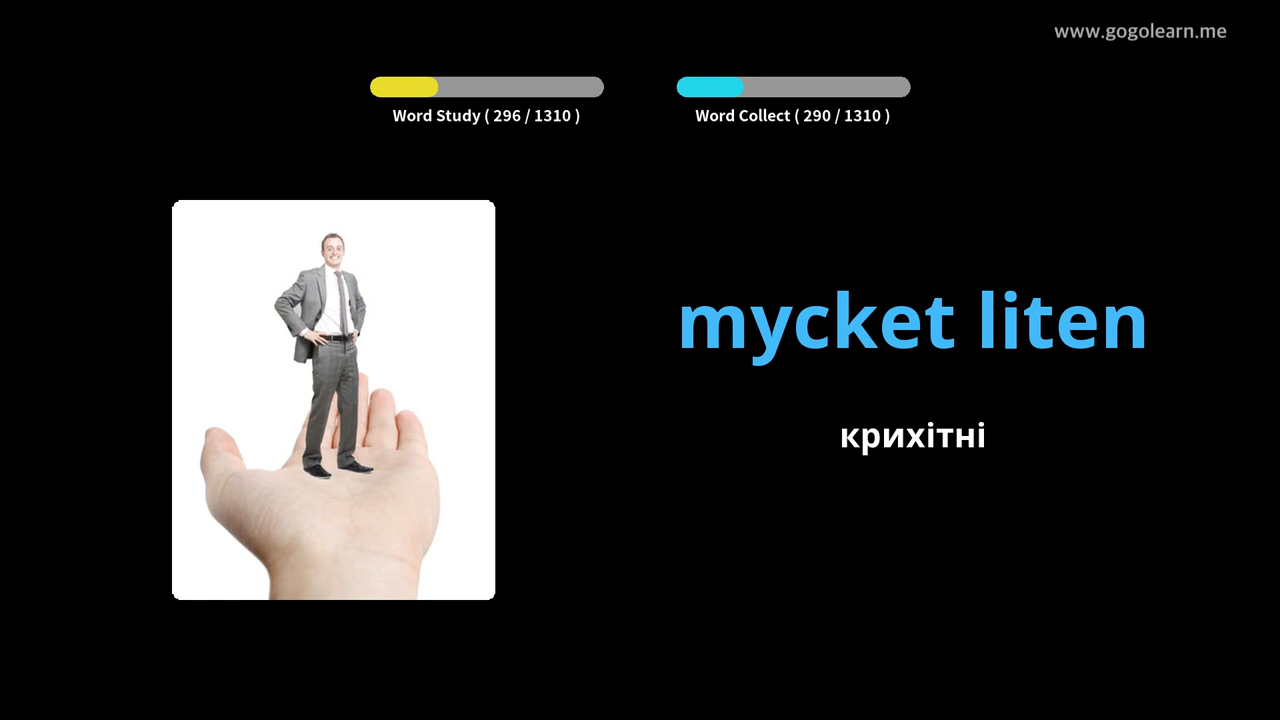 www.gogolearn.me
Word Study ( 296 / 1310 )
Word Collect ( 290 / 1310 )
mycket liten
крихітні